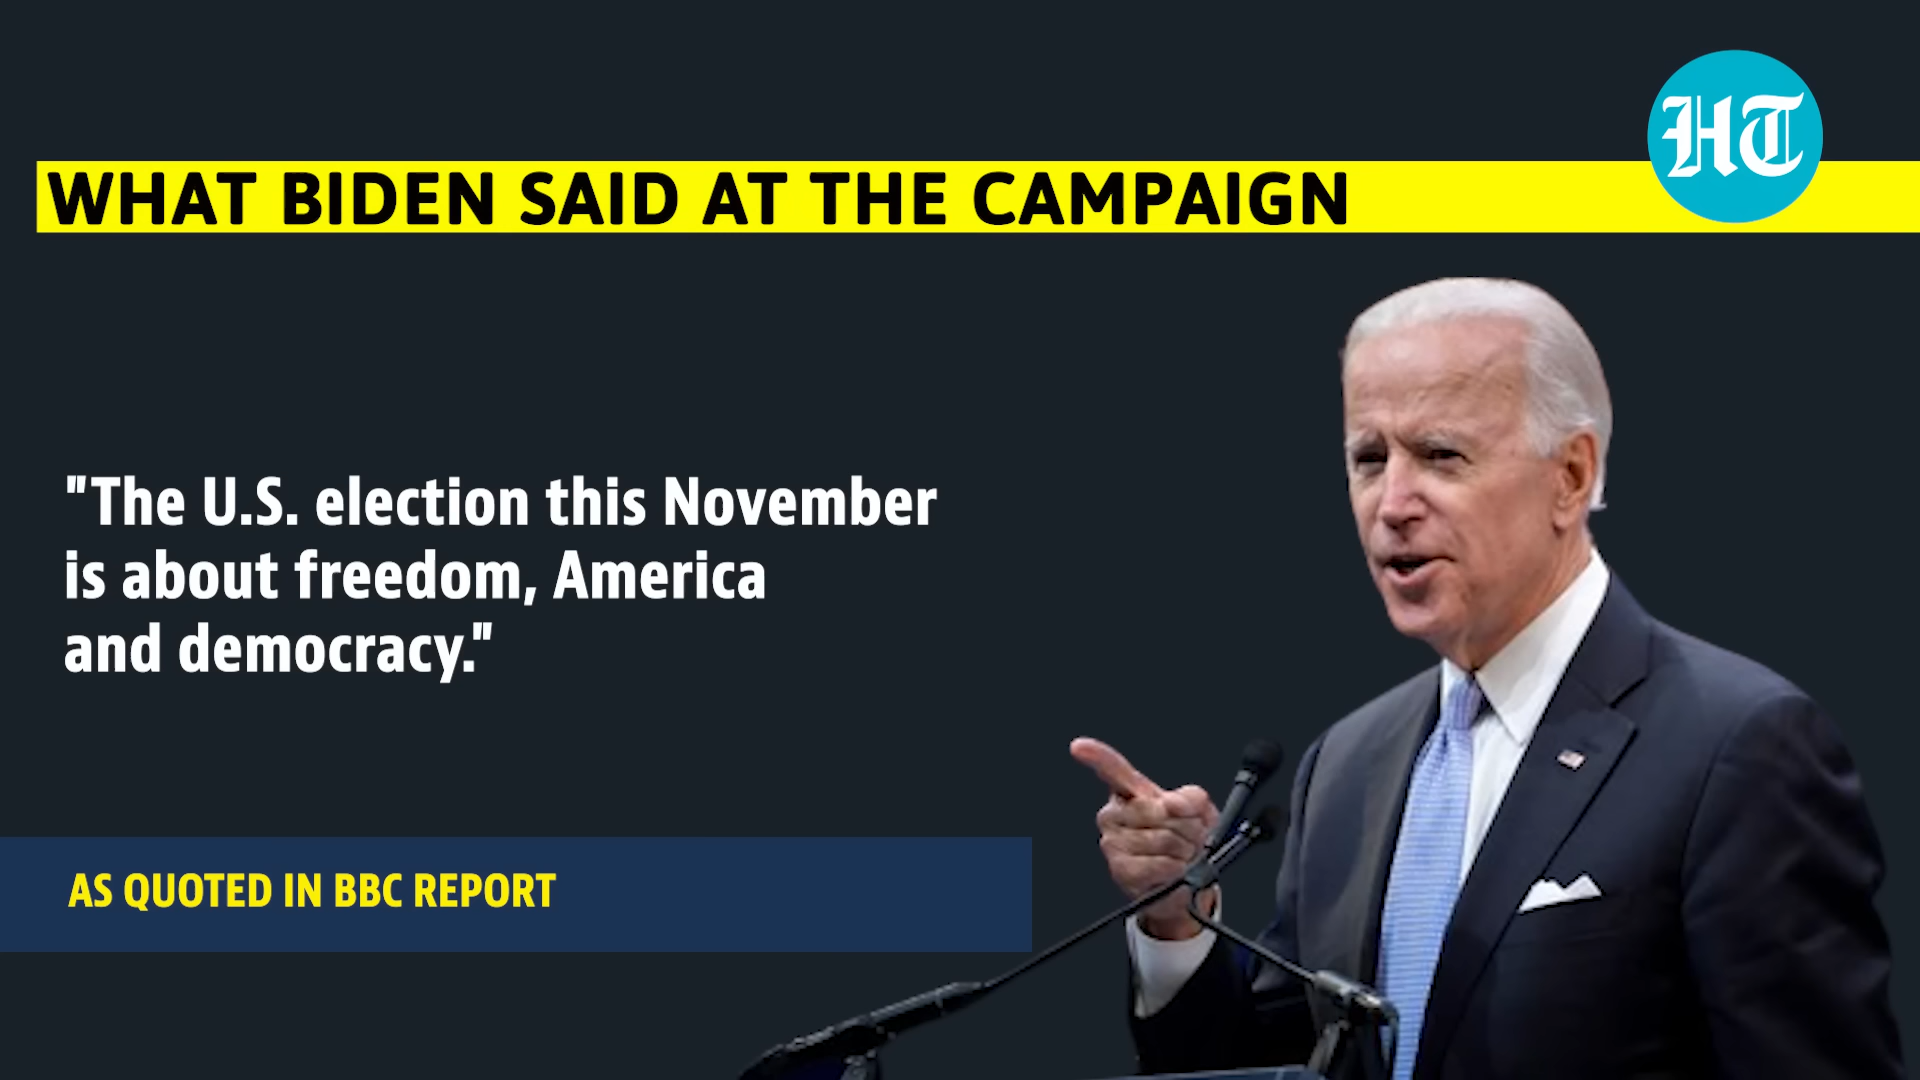 HT
WHAT BIDEN SAID AT THE CAMPAIGN
"The U.S. election this November
is about freedom, America
and democracy."
AS QUOTED IN BBC REPORT